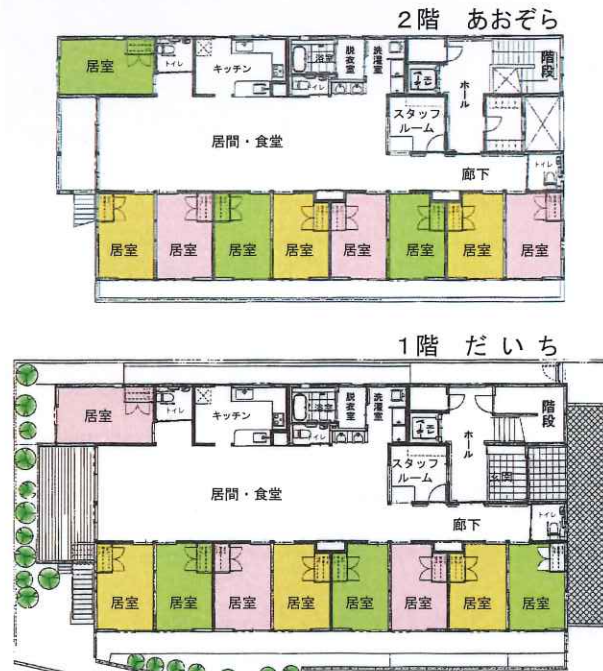 2階 あおぞら
居室
トイレ
キッチン
浴室
トイレ
脱衣室
洗濯室
ホール
階段
スタッフ
ルーム
居間・食堂
廊下
トイレ
居室
居室
居室
居室
居室
居室
居室
居室
1階 だいち
居室
トイレ
キッチン
浴室
トイレ
脱衣室
洗濯室
ホール
階段
スタッフ
ルーム
玄関
居間・食堂
廊下
トイレ
居室
居室
居室
居室
居室
居室
居室
居室